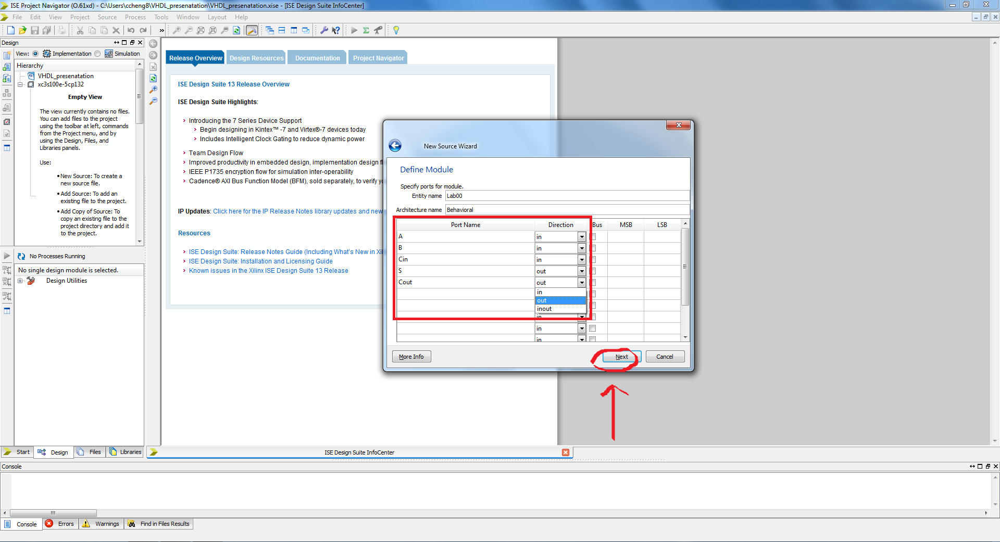 ISE Project Navigator (O.61xd) - C:\Users\ccheng8\VHDL_presenatation\VHDL_presenatation.xise - [ISE Design Suite InfoCenter]
File Edit View Project Source Process Tools Window Layout Help
Design
View: Implementation Simulation
Hierarchy
VHDL_presenatation
xc3s100e-5cp132
Empty View
The view currently contains no files.
You can add files to the project
using the toolbar at left, commands
from the Project menu, and by
using the Design, Files, and
Libraries panels.
Use:
• New Source: To create a
new source file.
• Add Source: To add an
existing file to the project.
• Add Copy of Source: To
copy an existing file to the
project directory and add it
to the project.
No Processes Running
No single design module is selected.
Design Utilities
Start Design Files Libraries
Release Overview Design Resources Documentation Project Navigator
ISE Design Suite 13 Release Overview
ISE Design Suite Highlights:
Introducing the 7 Series Device Support
Begin designing in Kintex™ -7 and Virtex®-7 devices today
Includes Intelligent Clock Gating to reduce dynamic power
Team Design Flow
Improved productivity in embedded design, implementation design fl
IEEE P1735 encryption flow for simulation inter-operability
Cadence® AXI Bus Function Model (BFM), sold separately, to verify yo
IP Updates: Click here for the IP Release Notes library updates and new
Resources
ISE Design Suite: Release Notes Guide (Including What's New in Xil
ISE Design Suite: Installation and Licensing Guide
Known issues in the Xilinx ISE Design Suite 13 Release
ISE Design Suite InfoCenter
New Source Wizard
Define Module
Specify ports for module.
Entity name Lab00
Architecture name Behavioral
Port Name Direction Bus MSB LSB
A in
B in
Cin in
S out
Cout out
in
out
inout
in
in
in
More Info Next Cancel
Console
Console Errors Warnings Find in Files Results